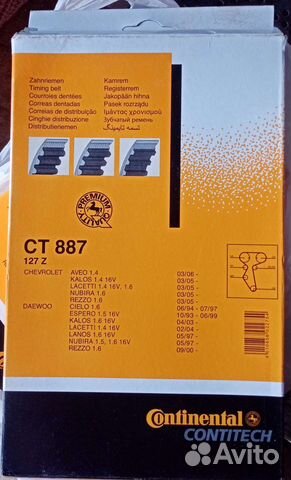 Zahnriemen Kamrem
Timing belt Registerrem
Courroies dentées Jakopään hihna
Correas dentadas Pasek rozrządu
Correias de distribuição Ιμάντας χρονισμού
Cinghie distribuzione Зубчатый ремень
Distributieriemen تسمه تایمینگ
PREMIUM QUALITY
CT 887
127 Z
CHEVROLET AVEO 1.4 03/06 -
KALOS 1.4 16V 03/05 -
LACETTI 1.4 16V, 1.6 03/05 -
NUBIRA 1.6 03/05 -
REZZO 1.6 03/05 -
DAEWOO CIELO 1.6 06/94 - 07/97
ESPERO 1.5 16V 10/93 - 06/99
KALOS 1.6 16V 04/03 -
LACETTI 1.4 16V 02/04 -
LANOS 1.6 16V 05/97 -
NUBIRA 1.5, 1.6 16V 05/97 -
REZZO 1.6 09/00 -
Continental
CONTITECH
Avito